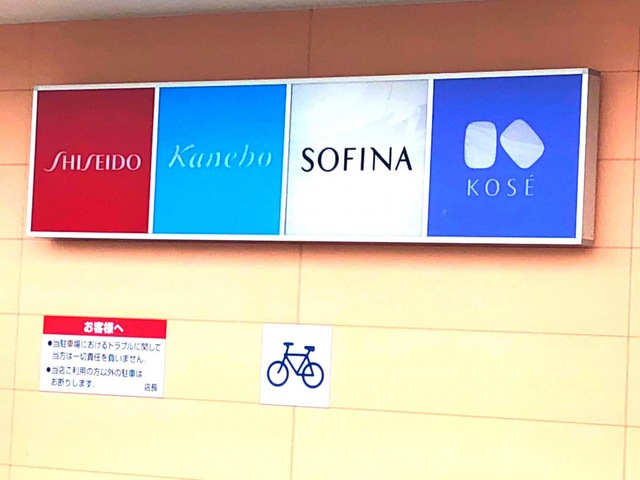 SHISEIDO
Kanebo
SOFINA
KOSÉ
お客様へ
●当駐車場におけるトラブルに関して
当方は一切責任を負いません。
●当店ご利用の方以外の駐車は
お断りします。
店長